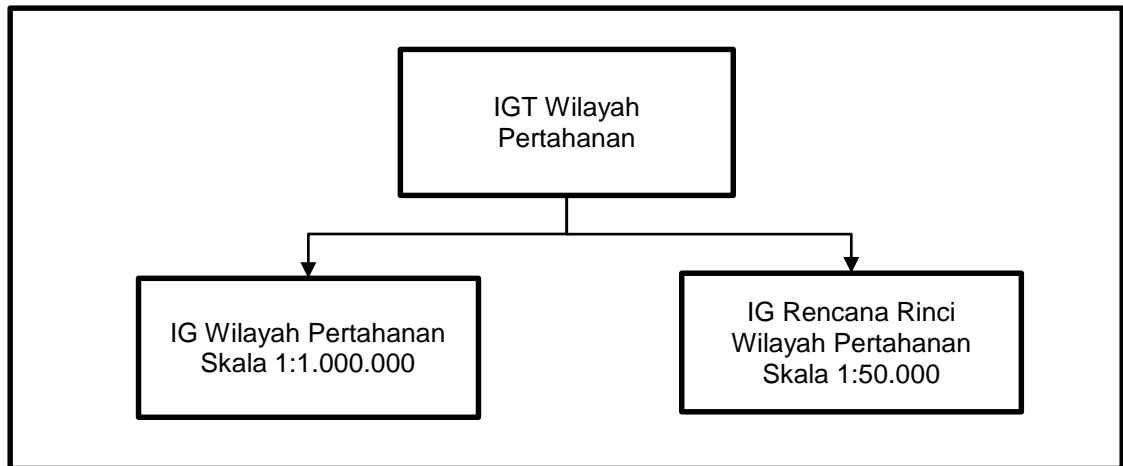 IGT Wilayah
Pertahanan
IG Wilayah Pertahanan
Skala 1:1.000.000
IG Rencana Rinci
Wilayah Pertahanan
Skala 1:50.000